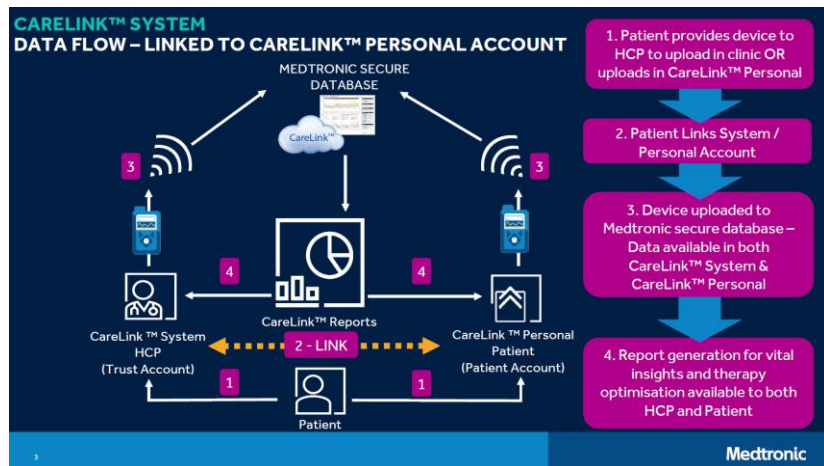 CARELINK™ SYSTEM
DATA FLOW – LINKED TO CARELINK™ PERSONAL ACCOUNT
MEDTRONIC SECURE
DATABASE
CareLink™
3
3
4
4
CareLink™ Reports
CareLink ™ System
HCP
(Trust Account)
2 - LINK
CareLink ™ Personal
Patient
(Patient Account)
1
1
Patient
1. Patient provides device to
HCP to upload in clinic OR
uploads in CareLink™ Personal
2. Patient Links System /
Personal Account
3. Device uploaded to
Medtronic secure database –
Data available in both
CareLink™ System &
CareLink™ Personal
4. Report generation for vital
insights and therapy
optimisation available to both
HCP and Patient
3
Medtronic